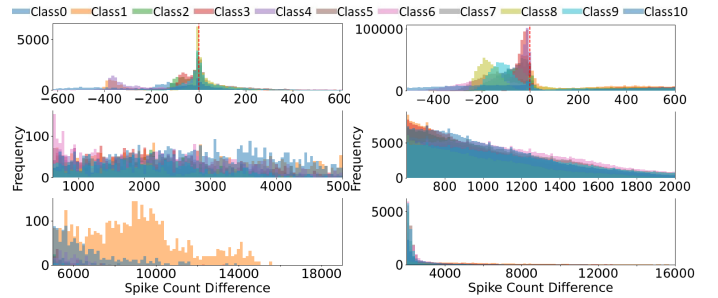 Class0 Class1 Class2 Class3 Class4 Class5 Class6 Class7 Class8 Class9 Class10
5000
0
−600 −400 −200 0 200 400 600
100000
0
−400 −200 0 200 400 600
Frequency
100
0
1000 2000 3000 4000 5000
Frequency
5000
0
800 1000 1200 1400 1600 1800 2000
100
0
6000 10000 14000 18000
Spike Count Difference
5000
0
4000 8000 12000 16000
Spike Count Difference